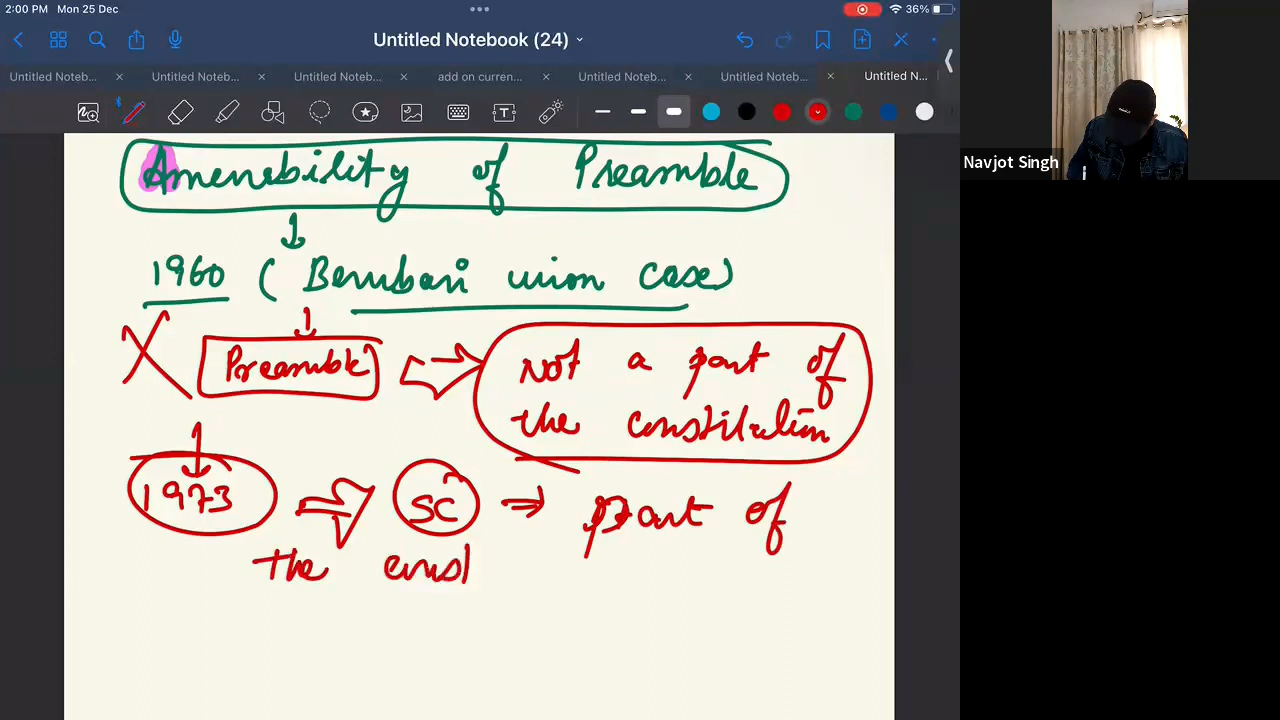 2:00 PM Mon 25 Dec
36%
Untitled Notebook (24)
Untitled Noteb...
Untitled Noteb...
Untitled Noteb...
add on curren...
Untitled Noteb...
Untitled Noteb...
Untitled N...
Navjot Singh
Amenebility of Preamble
1960 (Berubari union case)
X Preamble Not a part of
the constitution
1973 SC part of
the const